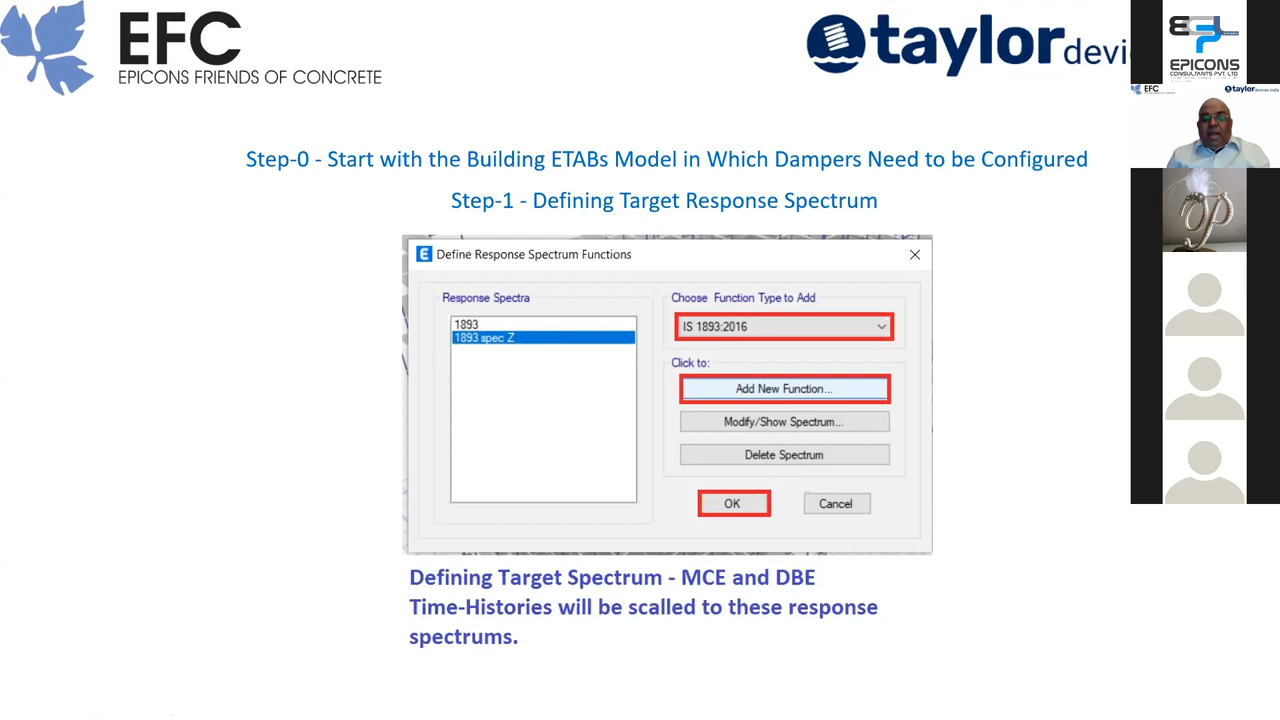 EFC
EPICONS FRIENDS OF CONCRETE
taylor devi
EPICONS
CONSULTANTS PVT. LTD
EFC
taylor devices india
Step-0 - Start with the Building ETABs Model in Which Dampers Need to be Configured
Step-1 - Defining Target Response Spectrum
Define Response Spectrum Functions
Response Spectra
1893
1893 spec Z
Choose Function Type to Add
IS 1893:2016
Click to:
Add New Function...
Modify/Show Spectrum...
Delete Spectrum
OK
Cancel
Defining Target Spectrum - MCE and DBE
Time-Histories will be scalled to these response
spectrums.